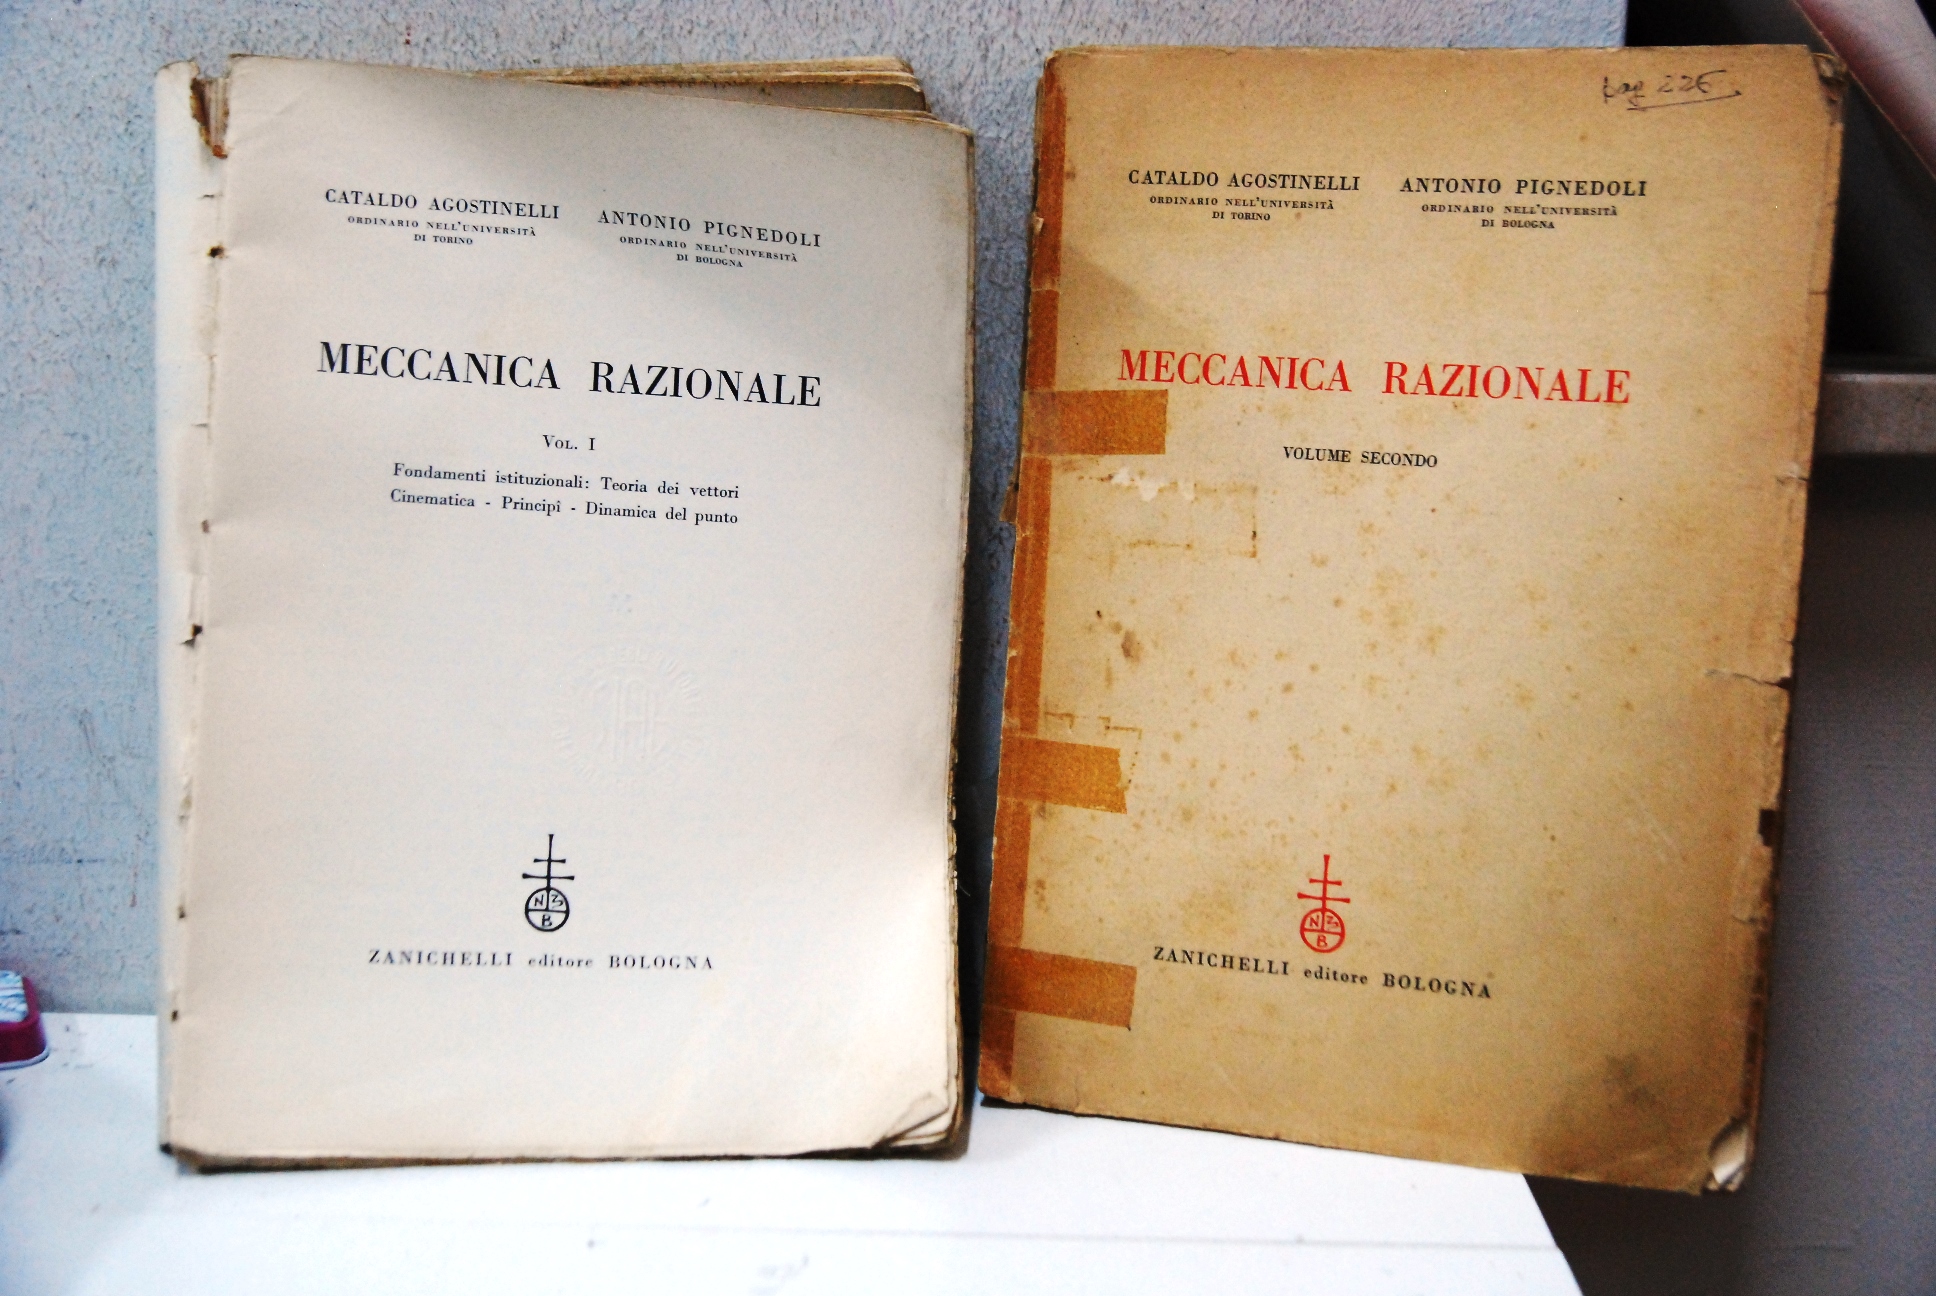 CATALDO AGOSTINELLI
ORDINARIO NELL'UNIVERSITÀ
DI TORINO
ANTONIO PIGNEDOLI
ORDINARIO NELL'UNIVERSITÀ
DI BOLOGNA
MECCANICA RAZIONALE
VOL. I
Fondamenti istituzionali: Teoria dei vettori
Cinematica - Principî - Dinamica del punto
N Z
B
ZANICHELLI editore BOLOGNA
pag 226
CATALDO AGOSTINELLI
ORDINARIO NELL'UNIVERSITÀ
DI TORINO
ANTONIO PIGNEDOLI
ORDINARIO NELL'UNIVERSITÀ
DI BOLOGNA
MECCANICA RAZIONALE
VOLUME SECONDO
N Z
B
ZANICHELLI editore BOLOGNA